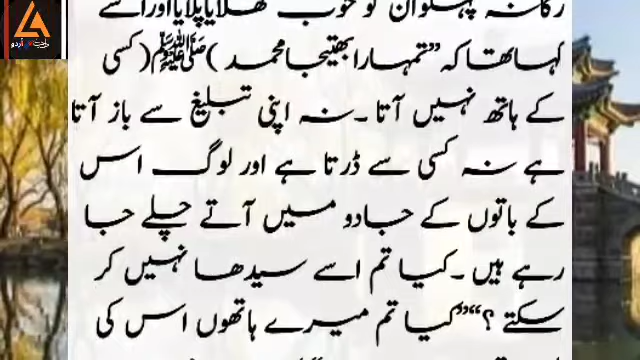 رکانہ پہلوان کو خوب کھلایا پلایا اور اسے
کہا تھا کہ ”تمہارا بھتیجا محمد (ﷺ) کسی
کے ہاتھ نہیں آتا ۔ نہ اپنی تبلیغ سے باز آتا
ہے نہ کسی سے ڈرتا ہے اور لوگ اس
کے باتوں کے جادو میں آتے چلے جا
رہے ہیں ۔ کیا تم اسے سیدھا نہیں کر
سکتے ؟“ ”کیا تم میرے ہاتھوں اس کی